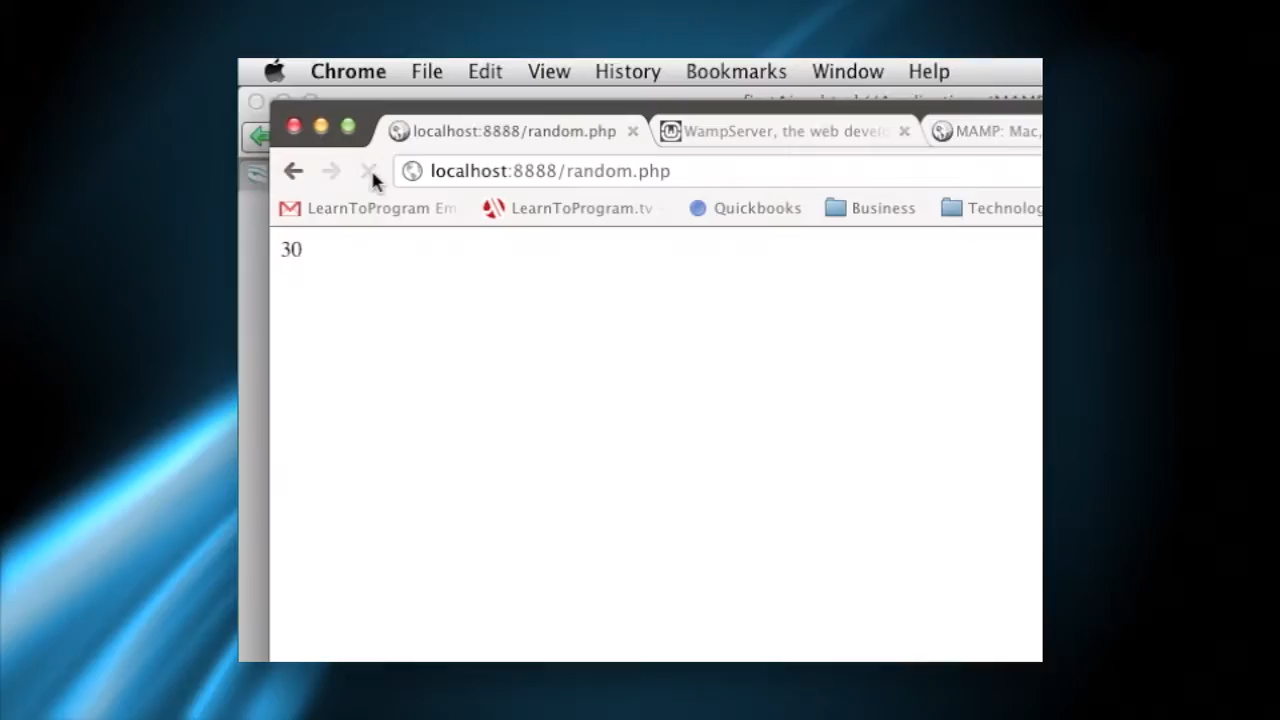 Chrome File Edit View History Bookmarks Window Help
localhost:8888/random.php WampServer, the web devel MAMP: Mac,
localhost:8888/random.php
LearnToProgram Em LearnToProgram.tv Quickbooks Business Technolog
30